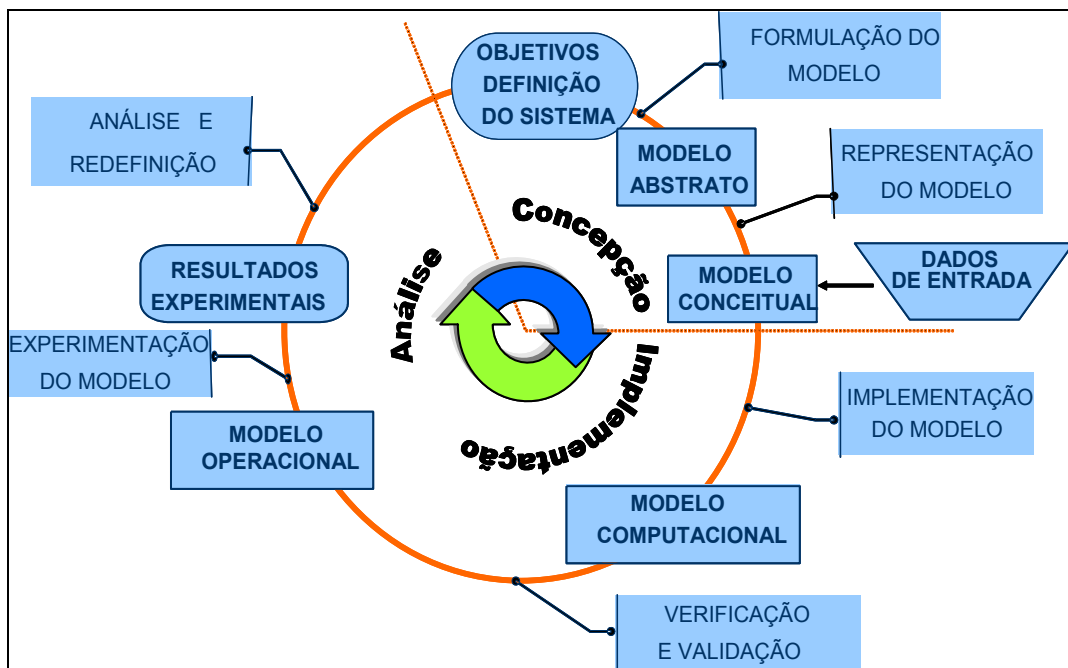 OBJETIVOS
DEFINIÇÃO
DO SISTEMA
FORMULAÇÃO DO
MODELO
MODELO
ABSTRATO
REPRESENTAÇÃO
DO MODELO
MODELO
CONCEITUAL
DADOS
DE ENTRADA
IMPLEMENTAÇÃO
DO MODELO
MODELO
COMPUTACIONAL
VERIFICAÇÃO
E VALIDAÇÃO
MODELO
OPERACIONAL
EXPERIMENTAÇÃO
DO MODELO
RESULTADOS
EXPERIMENTAIS
ANÁLISE E
REDEFINIÇÃO
Concepção
Implementação
Análise